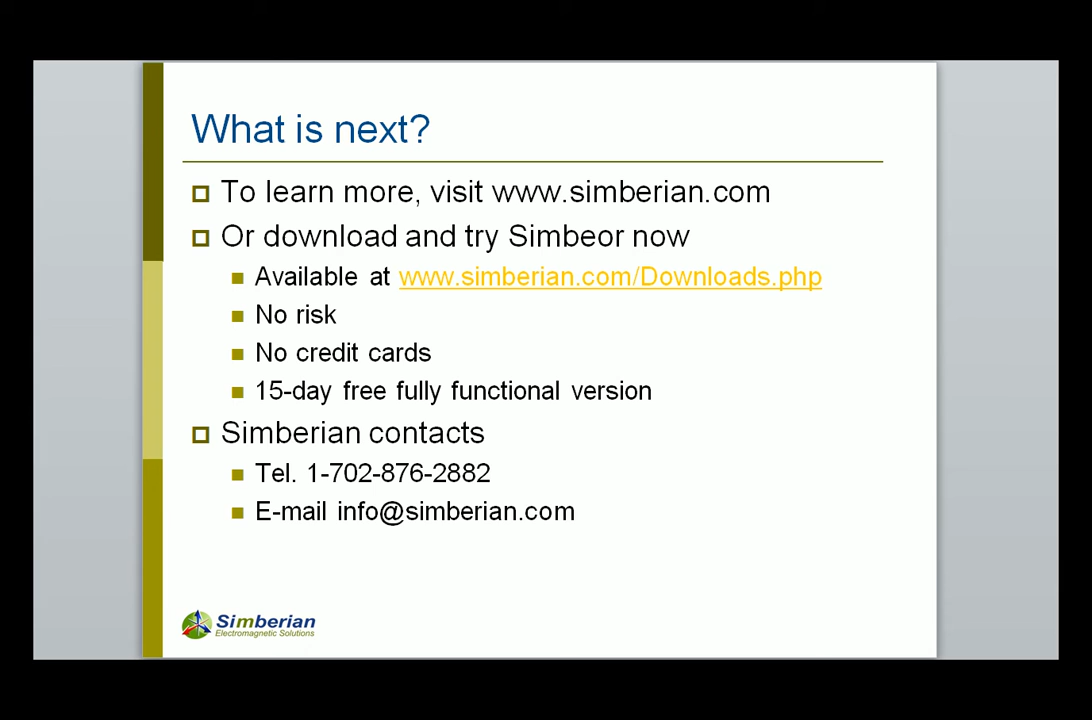 What is next?
To learn more, visit www.simberian.com
Or download and try Simbeor now
Available at www.simberian.com/Downloads.php
No risk
No credit cards
15-day free fully functional version
Simberian contacts
Tel. 1-702-876-2882
E-mail info@simberian.com
Simberian
Electromagnetic Solutions